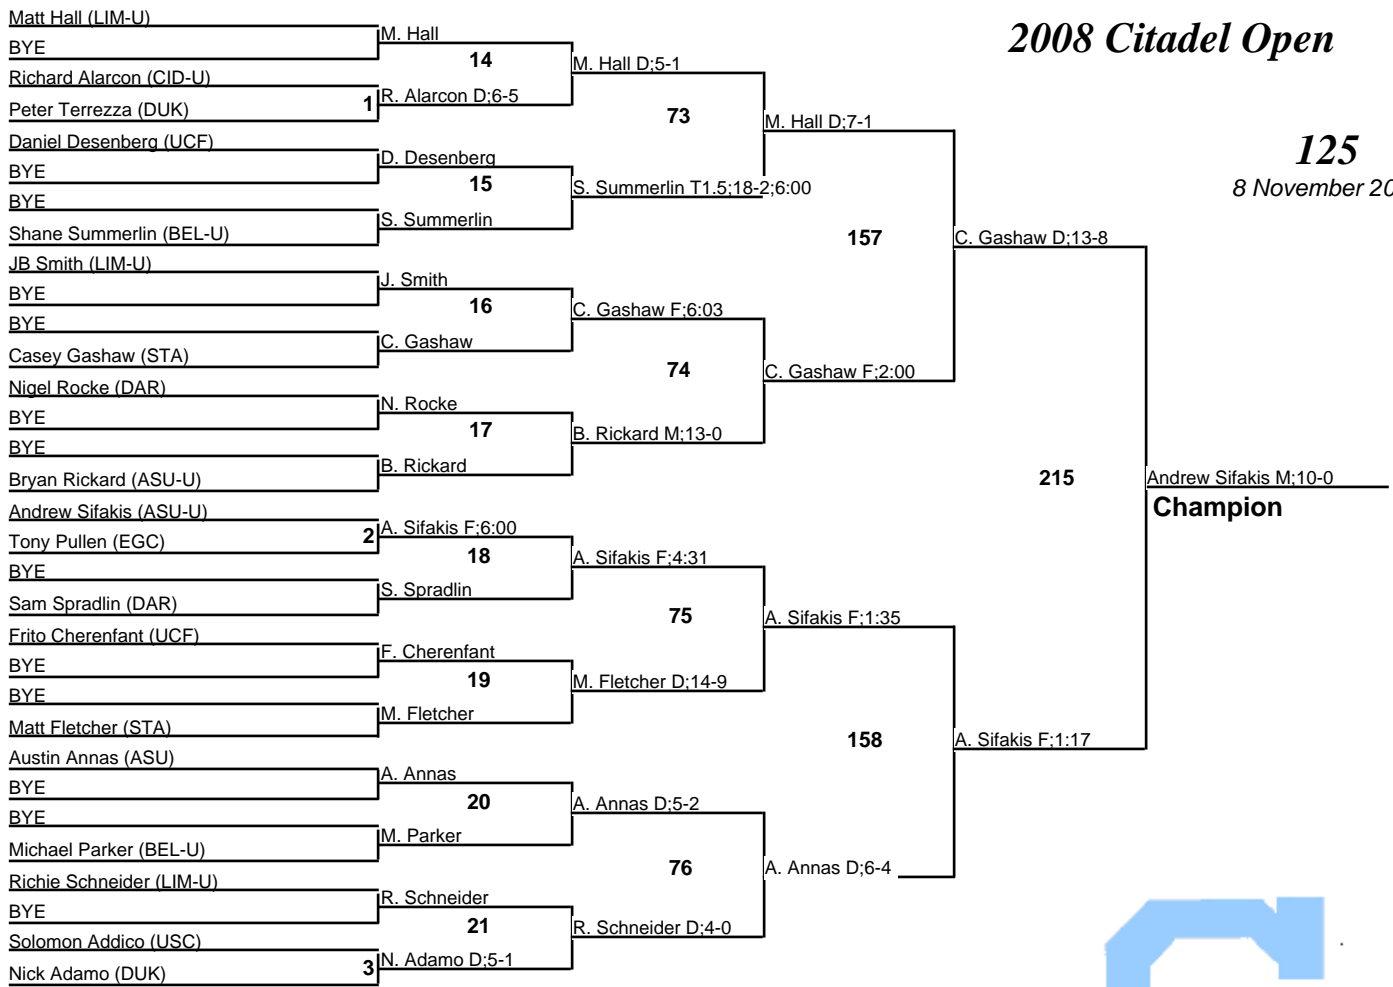 2008 Citadel Open
125
8 November 20
Matt Hall (LIM-U)
BYE
Richard Alarcon (CID-U)
Peter Terrezza (DUK)
Daniel Desenberg (UCF)
BYE
BYE
Shane Summerlin (BEL-U)
JB Smith (LIM-U)
BYE
BYE
Casey Gashaw (STA)
Nigel Rocke (DAR)
BYE
BYE
Bryan Rickard (ASU-U)
Andrew Sifakis (ASU-U)
Tony Pullen (EGC)
BYE
Sam Spradlin (DAR)
Frito Cherenfant (UCF)
BYE
BYE
Matt Fletcher (STA)
Austin Annas (ASU)
BYE
BYE
Michael Parker (BEL-U)
Richie Schneider (LIM-U)
BYE
Solomon Addico (USC)
Nick Adamo (DUK)
1
2
3
M. Hall
14
R. Alarcon D;6-5
D. Desenberg
15
S. Summerlin
J. Smith
16
C. Gashaw
N. Rocke
17
B. Rickard
A. Sifakis F;6:00
18
S. Spradlin
F. Cherenfant
19
M. Fletcher
A. Annas
20
M. Parker
R. Schneider
21
N. Adamo D;5-1
M. Hall D;5-1
73
S. Summerlin T1.5;18-2;6:00
C. Gashaw F;6:03
74
B. Rickard M;13-0
A. Sifakis F;4:31
75
M. Fletcher D;14-9
A. Annas D;5-2
76
R. Schneider D;4-0
M. Hall D;7-1
157
C. Gashaw F;2:00
A. Sifakis F;1:35
158
A. Annas D;6-4
C. Gashaw D;13-8
215
A. Sifakis F;1:17
Andrew Sifakis M;10-0
Champion